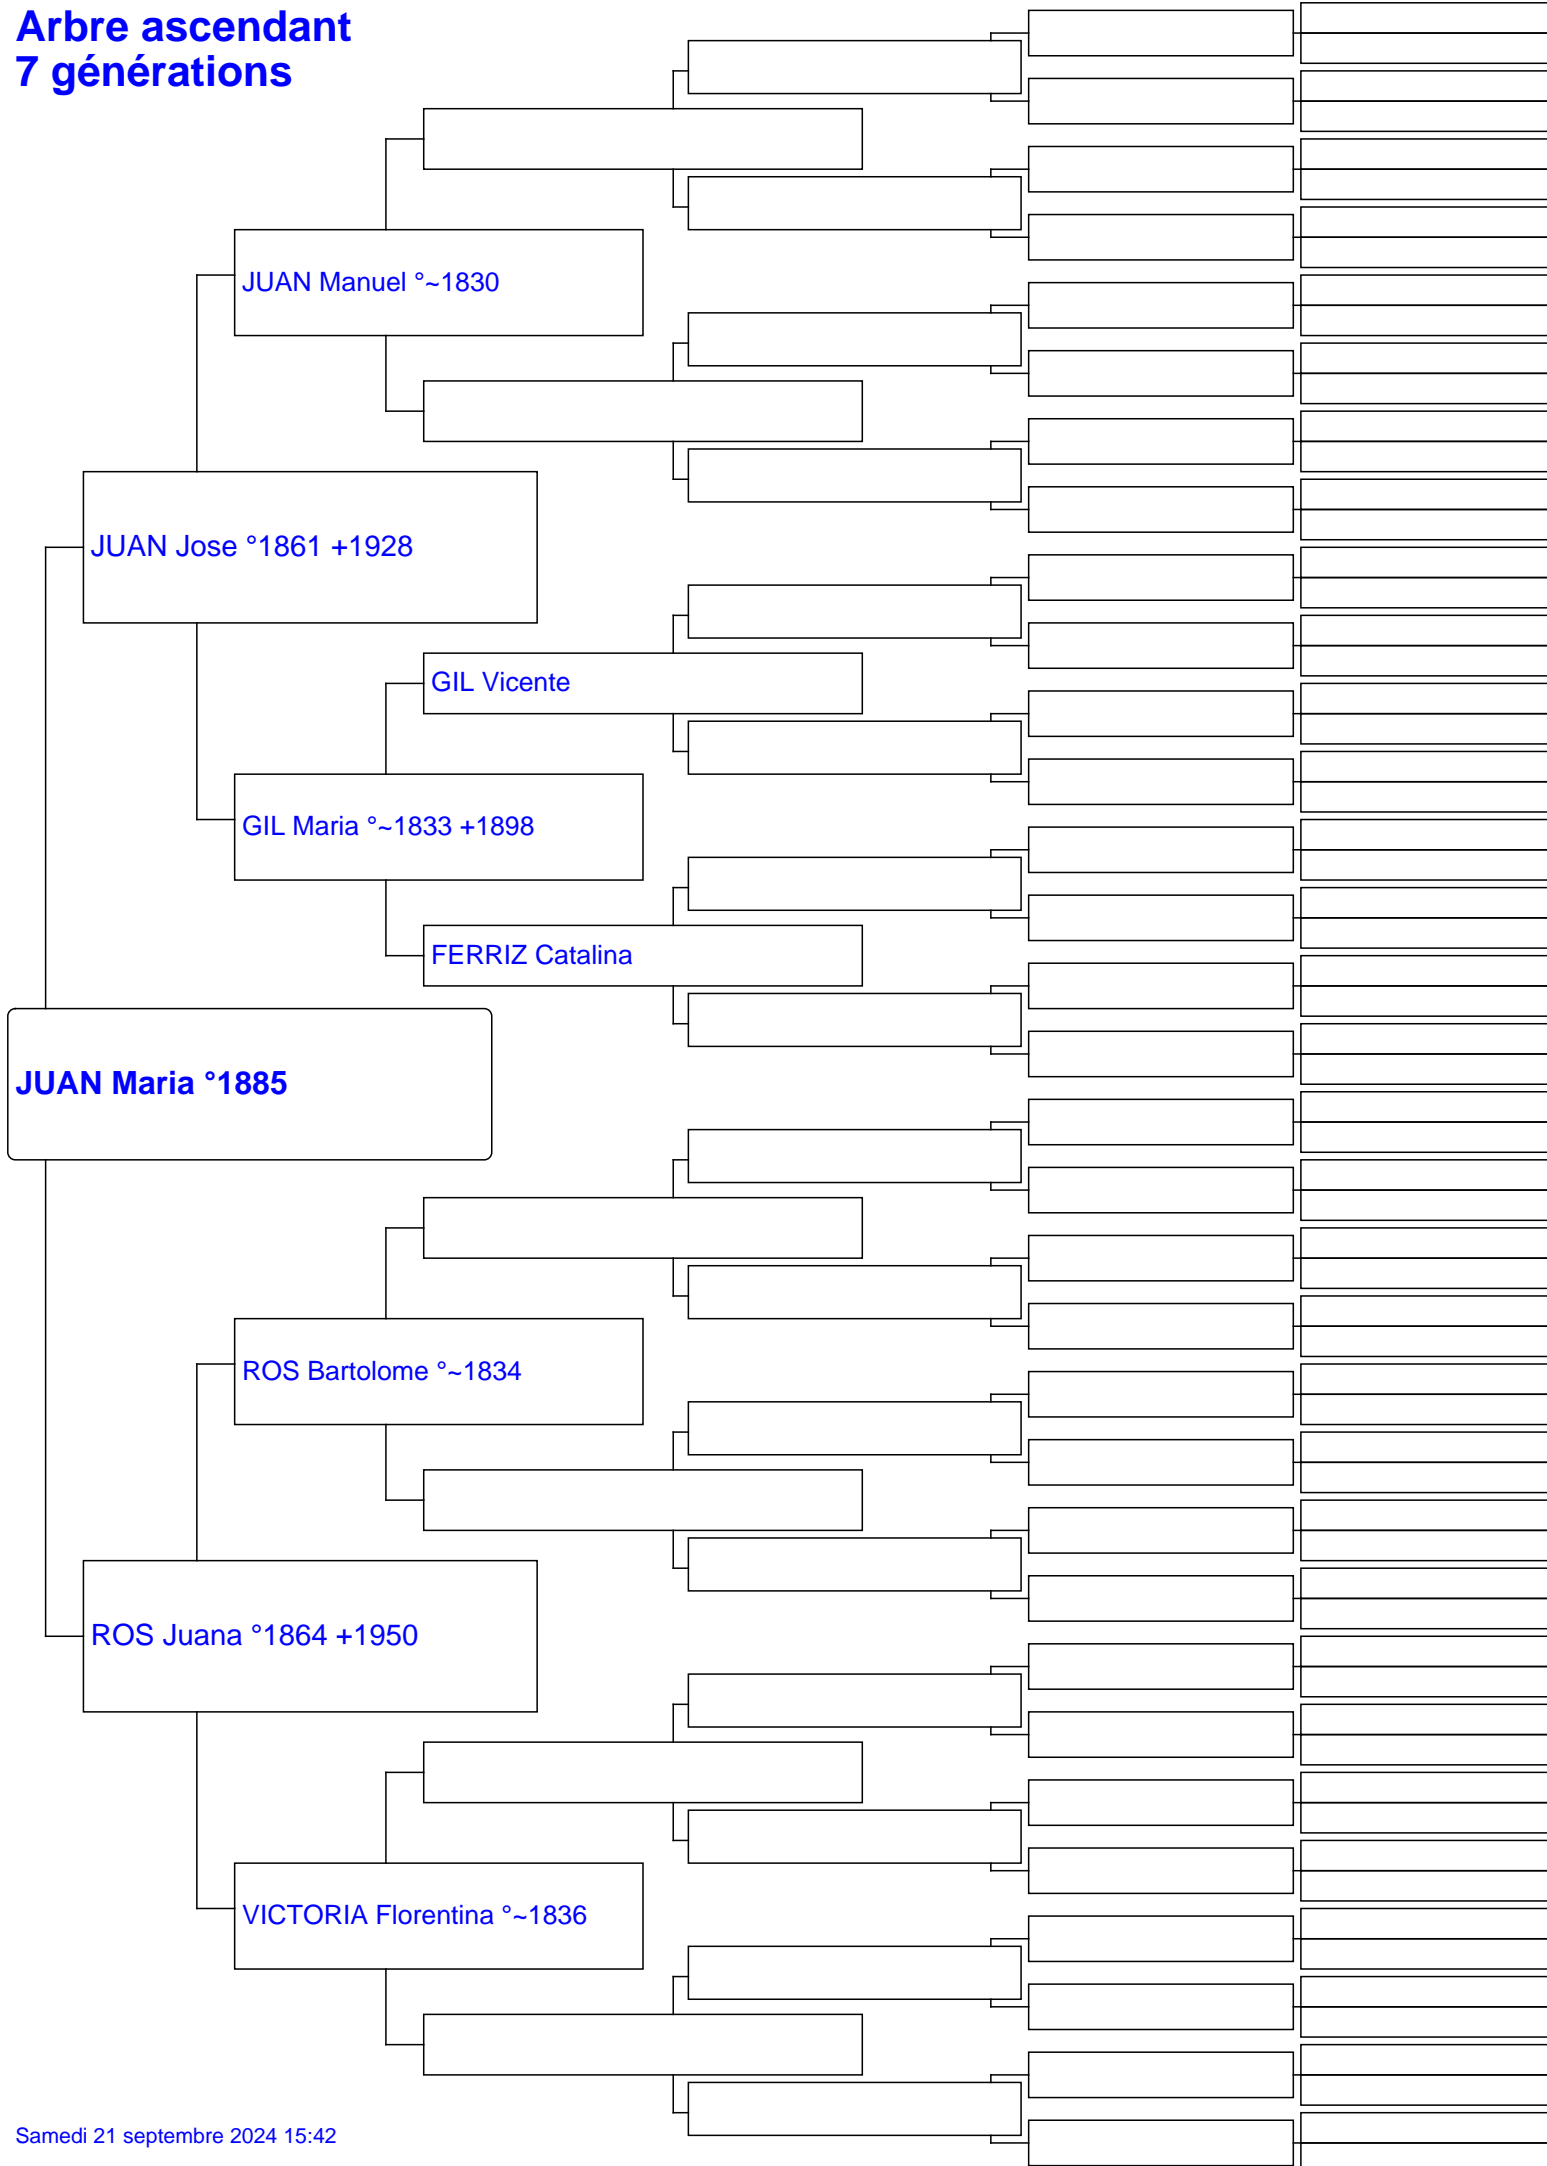 Arbre ascendant
7 générations
JUAN Manuel °~1830
JUAN Jose °1861 +1928
GIL Vicente
GIL Maria °~1833 +1898
FERRIZ Catalina
JUAN Maria °1885
ROS Bartolome °~1834
ROS Juana °1864 +1950
VICTORIA Florentina °~1836
Samedi 21 septembre 2024 15:42